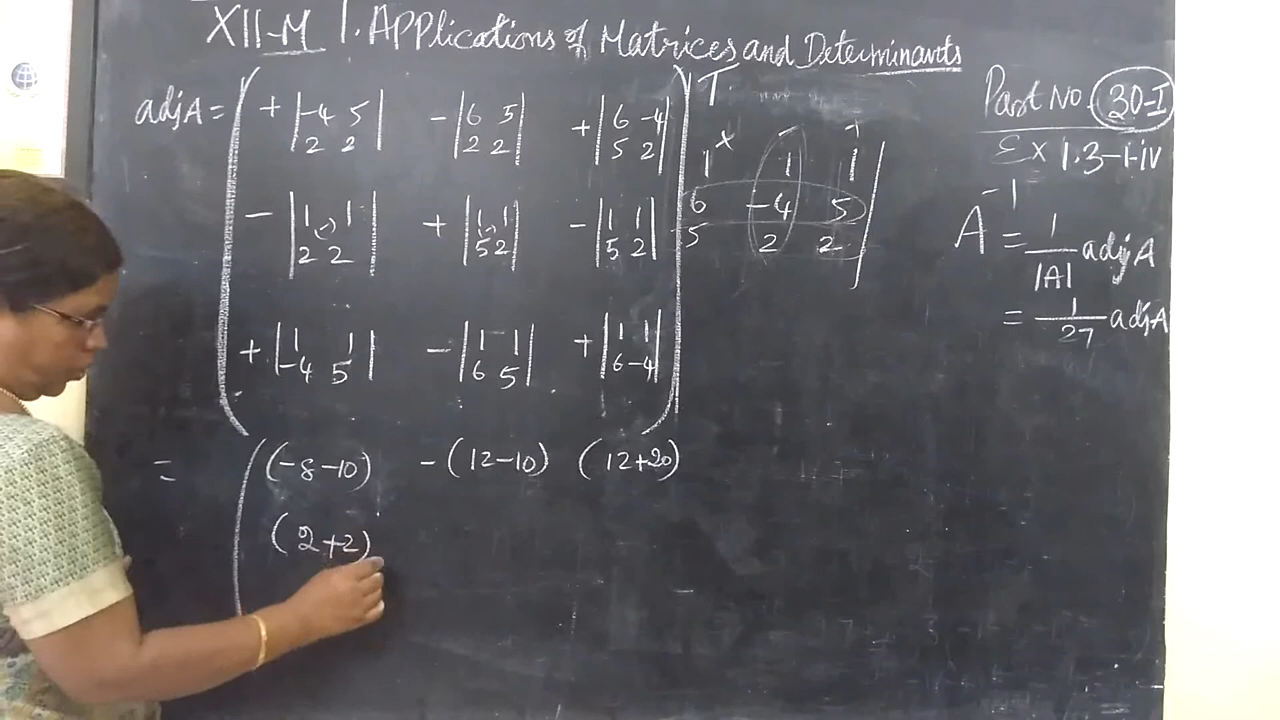 XII-M 1. Applications of Matrices and Determinants
Part No. 30-I
Ex 1.3-1-iv
adjA = ( + |-4 5| - |6 5| + |6 -4| )T
|2 2| |2 2| |5 2|
- |1 1| + |1 1| - |1 1|
|2 2| |5 2| |5 2|
+ |1 1| - |1 1| + |1 1|
|-4 5| |6 5| |6 -4|
1 1 1
6 -4 5
5 2 2
A-1 = 1/|A| adjA
= 1/27 adjA
= ( (-8-10) -(12-10) (12+20)
(2+2)